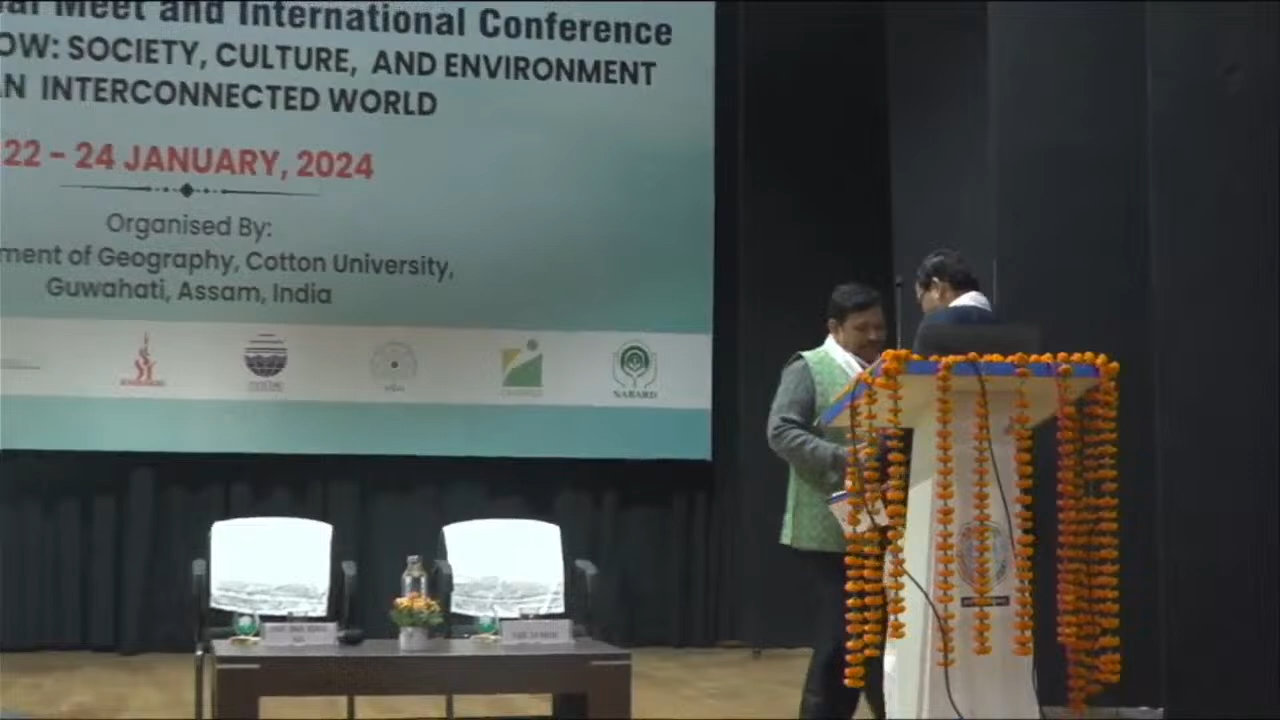 Meet and International Conference
OW: SOCIETY, CULTURE, AND ENVIRONMENT
AN INTERCONNECTED WORLD
22 - 24 JANUARY, 2024
Organised By:
ment of Geography, Cotton University,
Guwahati, Assam, India
NABARD